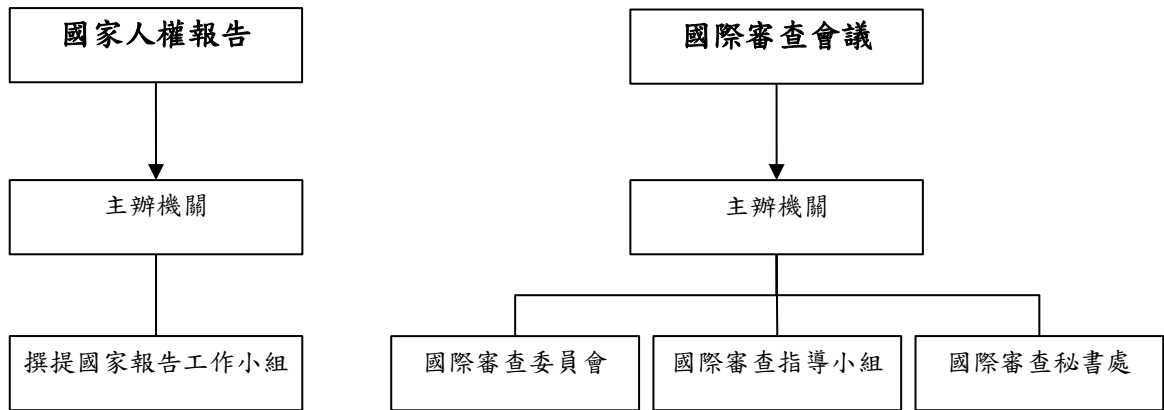 國家人權報告
國際審查會議
主辦機關
主辦機關
撰提國家報告工作小組
國際審查委員會
國際審查指導小組
國際審查秘書處